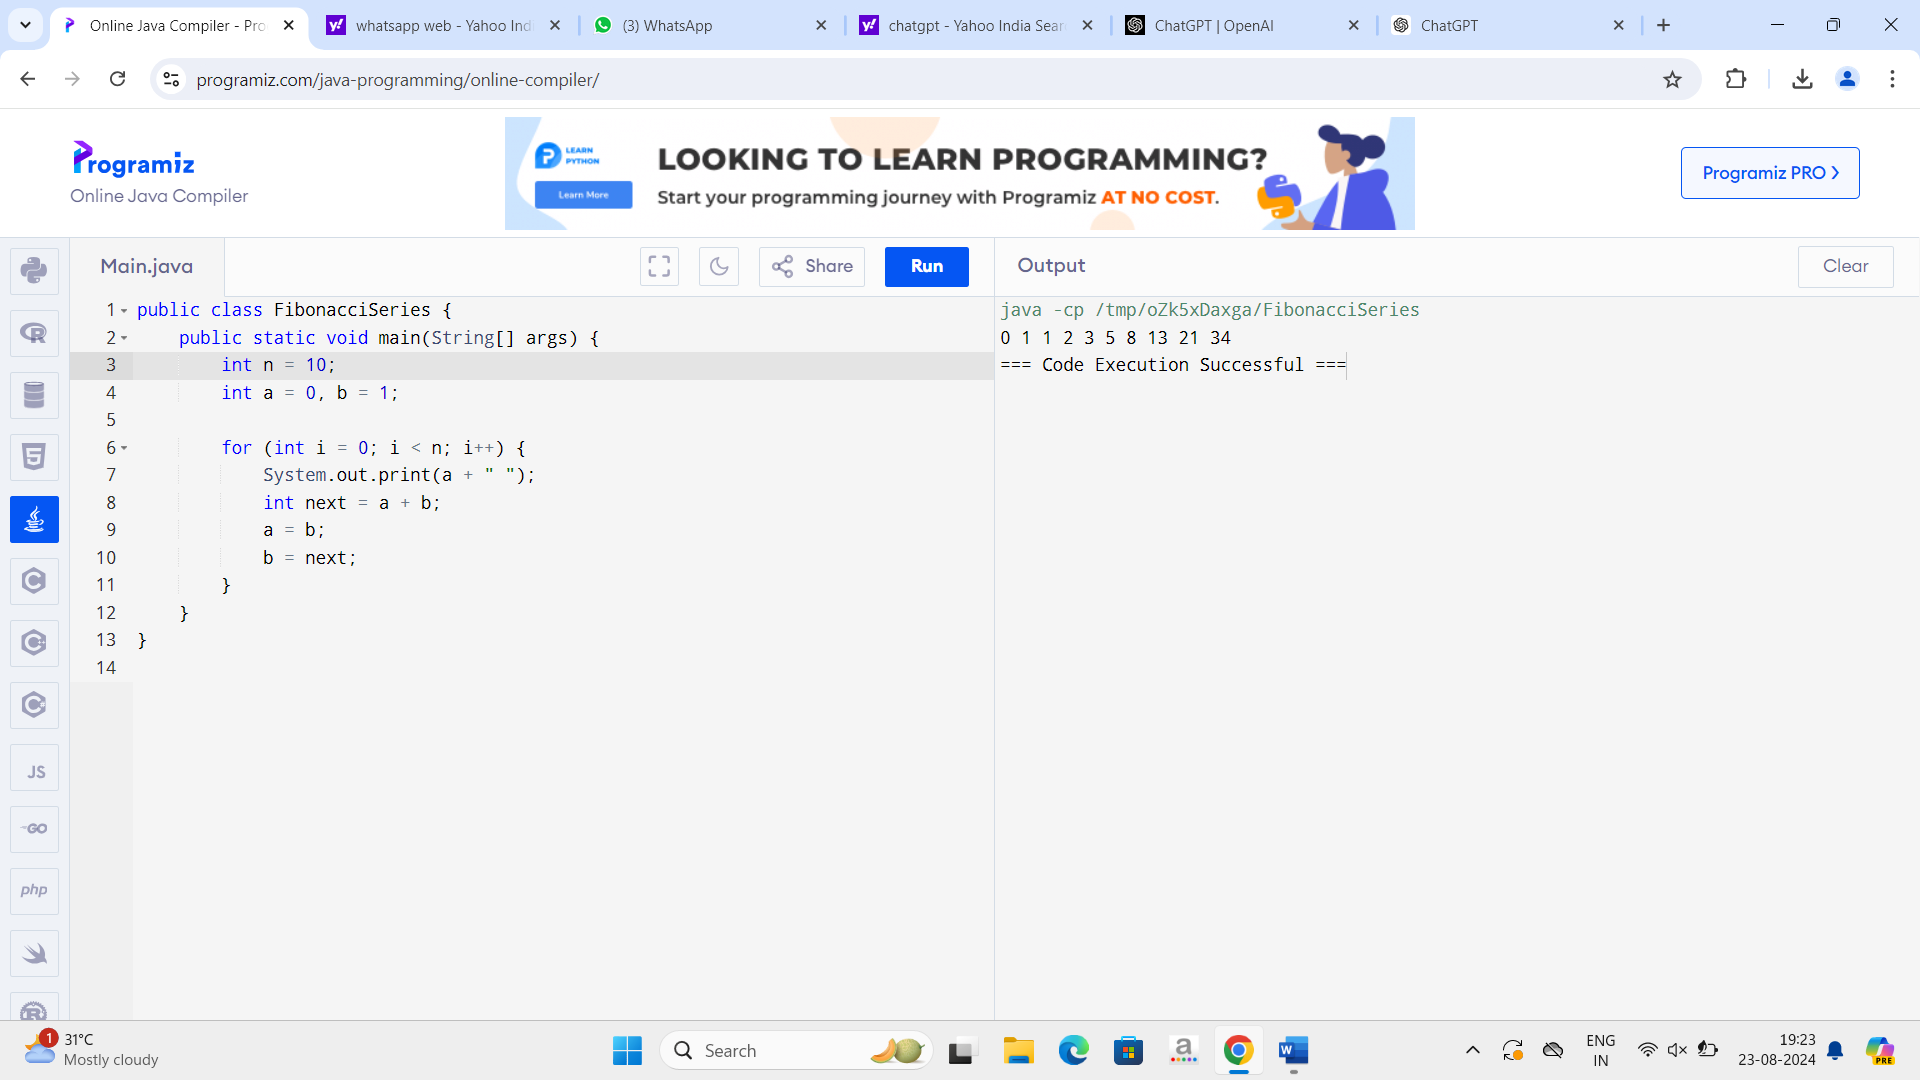 Online Java Compiler - Pro
whatsapp web - Yahoo Indi
(3) WhatsApp
chatgpt - Yahoo India Sear
ChatGPT | OpenAI
ChatGPT
programiz.com/java-programming/online-compiler/
Programiz
Online Java Compiler
LEARN
PYTHON
Learn More
LOOKING TO LEARN PROGRAMMING?
Start your programming journey with Programiz AT NO COST.
Programiz PRO
Main.java
Share
Run
Output
Clear
1 public class FibonacciSeries {
2 public static void main(String[] args) {
3 int n = 10;
4 int a = 0, b = 1;
5
6 for (int i = 0; i < n; i++) {
7 System.out.print(a + " ");
8 int next = a + b;
9 a = b;
10 b = next;
11 }
12 }
13 }
14
java -cp /tmp/oZk5xDaxga/FibonacciSeries
0 1 1 2 3 5 8 13 21 34
=== Code Execution Successful ===
JS
GO
php
1
31°C
Mostly cloudy
Search
ENG
IN
19:23
23-08-2024
PRE